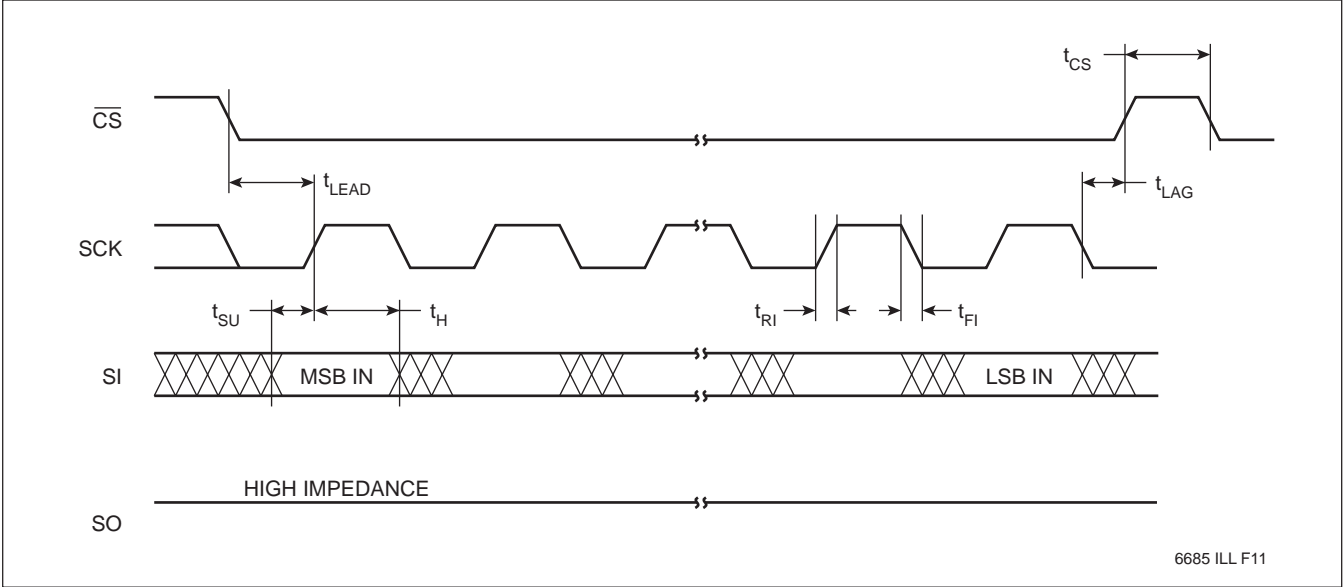 tCS
CS
tLEAD
tLAG
SCK
tSU
tH
tRI
tFI
SI
MSB IN
LSB IN
HIGH IMPEDANCE
SO
6685 ILL F11